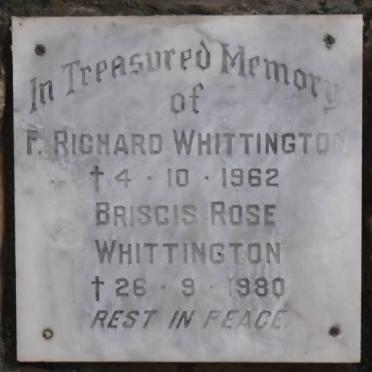 In Treasured Memory
of
F. RICHARD WHITTINGTON
† 4 · 10 · 1962
BRISCIS ROSE
WHITTINGTON
† 26 · 9 · 1980
REST IN PEACE.